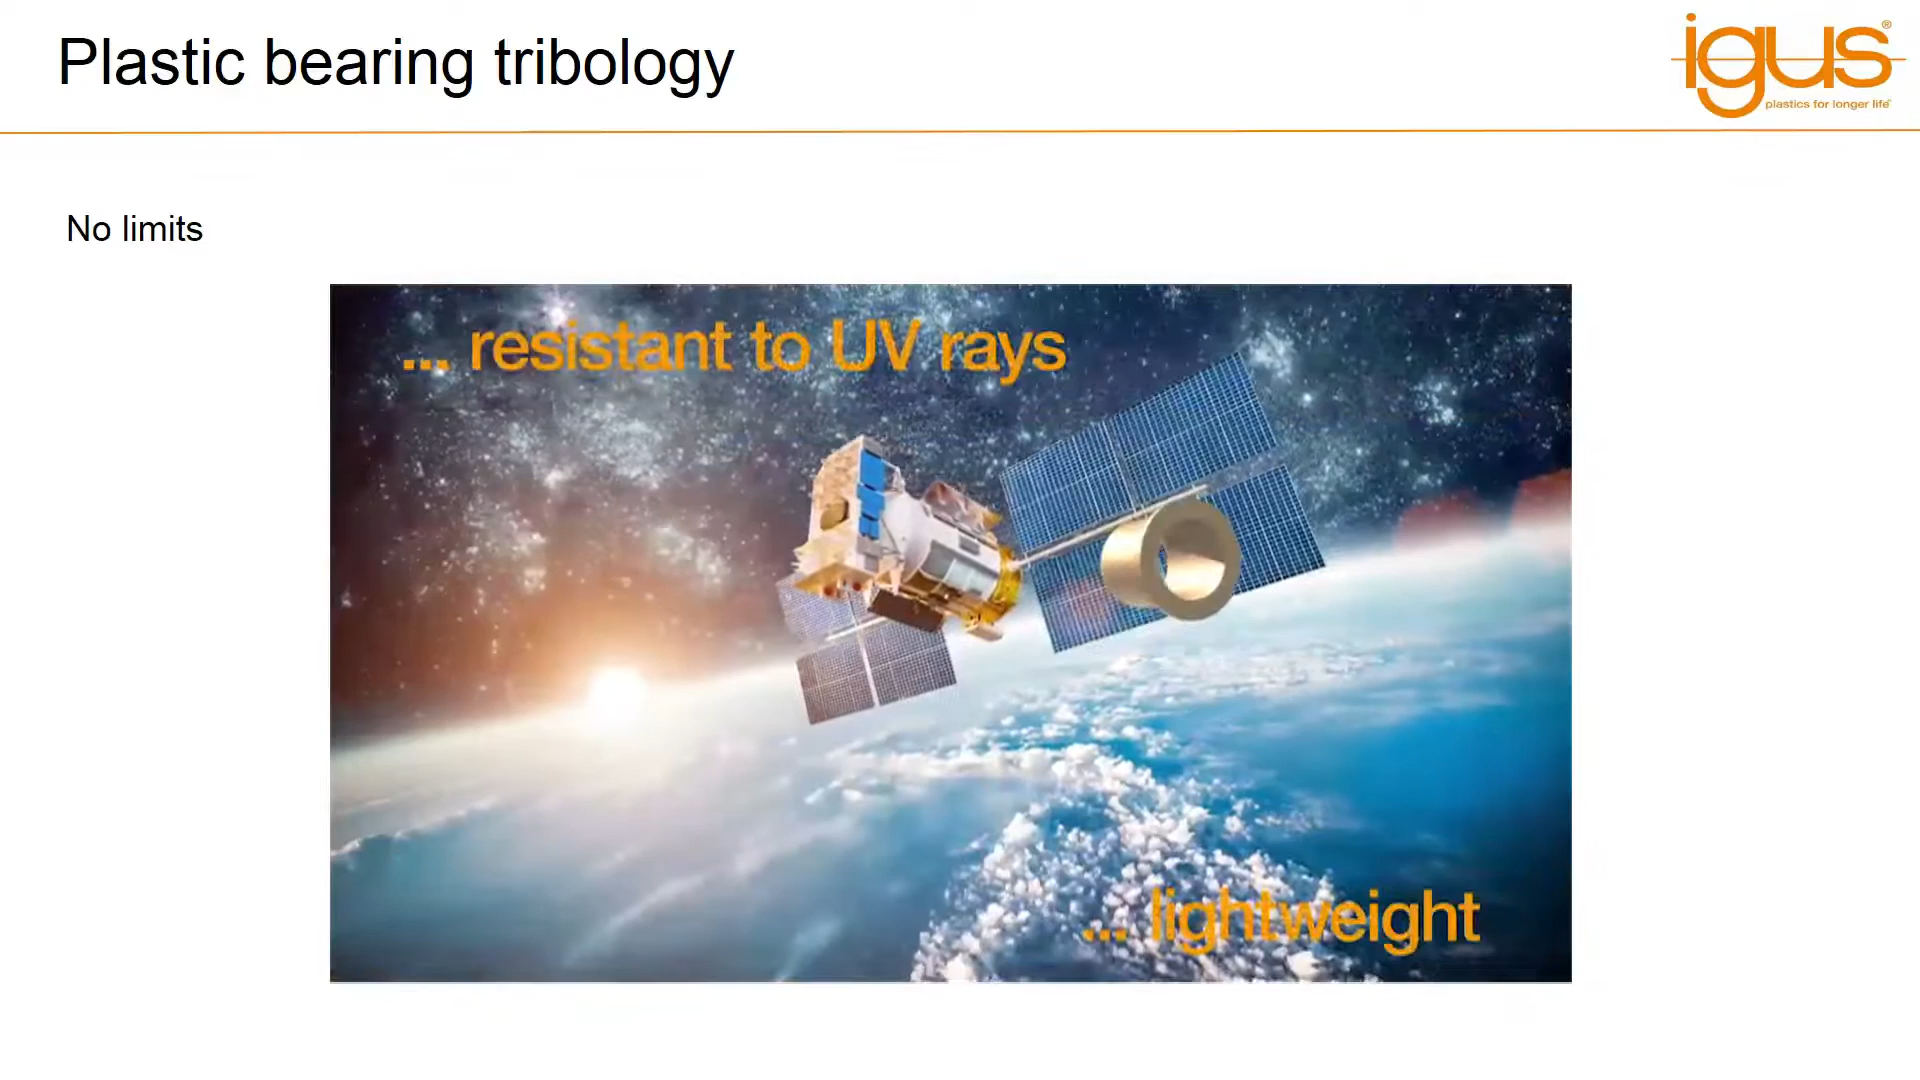 Plastic bearing tribology
igus®
plastics for longer life®
No limits
... resistant to UV rays
... lightweight